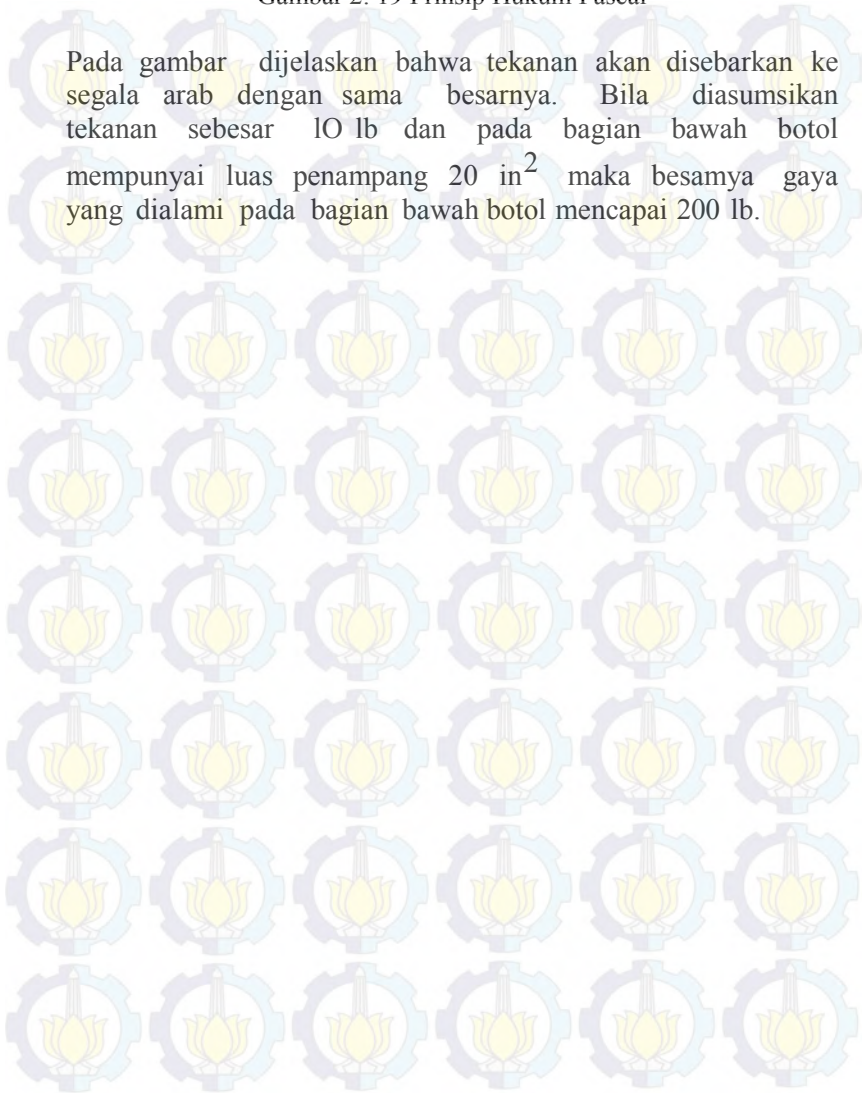 Gambar 2. 19 Prinsip Hukum Pascal
Pada gambar dijelaskan bahwa tekanan akan disebarkan ke
segala arab dengan sama besarnya. Bila diasumsikan
tekanan sebesar lO lb dan pada bagian bawah botol
mempunyai luas penampang 20 in² maka besamya gaya
yang dialami pada bagian bawah botol mencapai 200 lb.